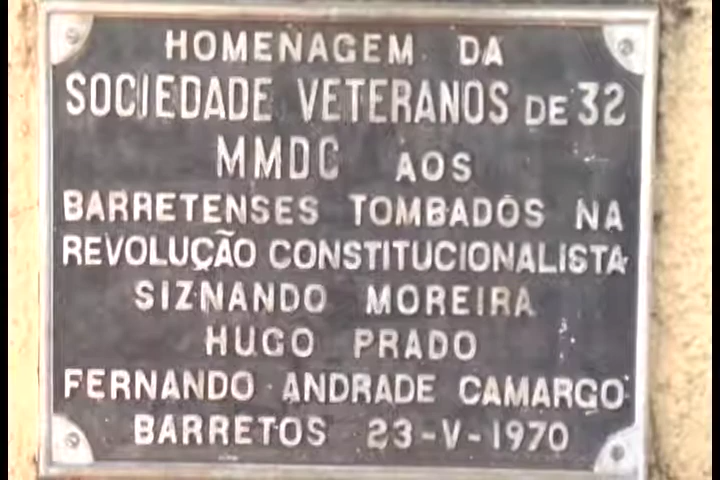 HOMENAGEM DA
SOCIEDADE VETERANOS DE 32
MMDC AOS
BARRETENSES TOMBADOS NA
REVOLUÇÃO CONSTITUCIONALISTA
SIZNANDO MOREIRA
HUGO PRADO
FERNANDO ANDRADE CAMARGO
BARRETOS 23-V-1970